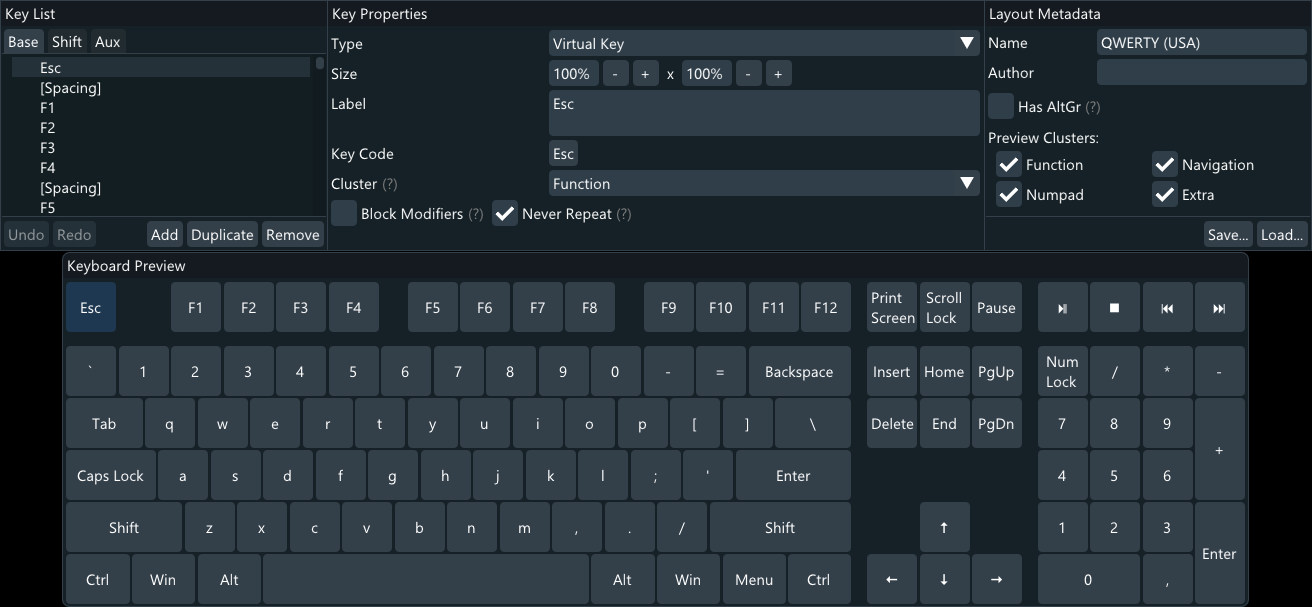 Key List
Base Shift Aux
Esc
[Spacing]
F1
F2
F3
F4
[Spacing]
F5
Undo Redo Add Duplicate Remove
Key Properties
Type Virtual Key
Size 100% - + x 100% - +
Label Esc
Key Code Esc
Cluster (?) Function
Block Modifiers (?) Never Repeat (?)
Layout Metadata
Name QWERTY (USA)
Author
Has AltGr (?)
Preview Clusters:
Function Navigation
Numpad Extra
Save... Load...
Keyboard Preview
Esc F1 F2 F3 F4 F5 F6 F7 F8 F9 F10 F11 F12 Print Screen Scroll Lock Pause ⏯ ⏹ ⏮ ⏭
` 1 2 3 4 5 6 7 8 9 0 - = Backspace Insert Home PgUp Num Lock / * -
Tab q w e r t y u i o p [ ] \ Delete End PgDn 7 8 9 +
Caps Lock a s d f g h j k l ; ' Enter 4 5 6
Shift z x c v b n m , . / Shift ↑ 1 2 3 Enter
Ctrl Win Alt Alt Win Menu Ctrl ← ↓ → 0 ,